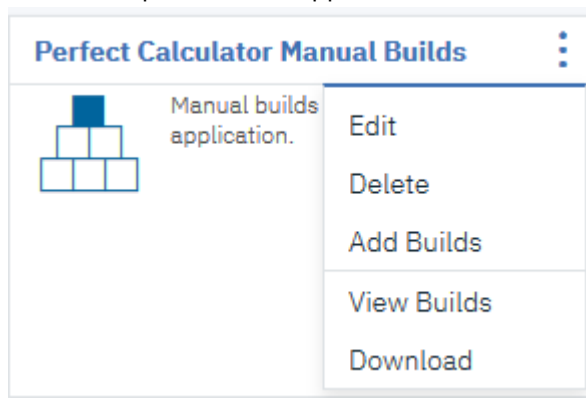 Perfect Calculator Manual Builds
Manual builds
application.
Edit
Delete
Add Builds
View Builds
Download